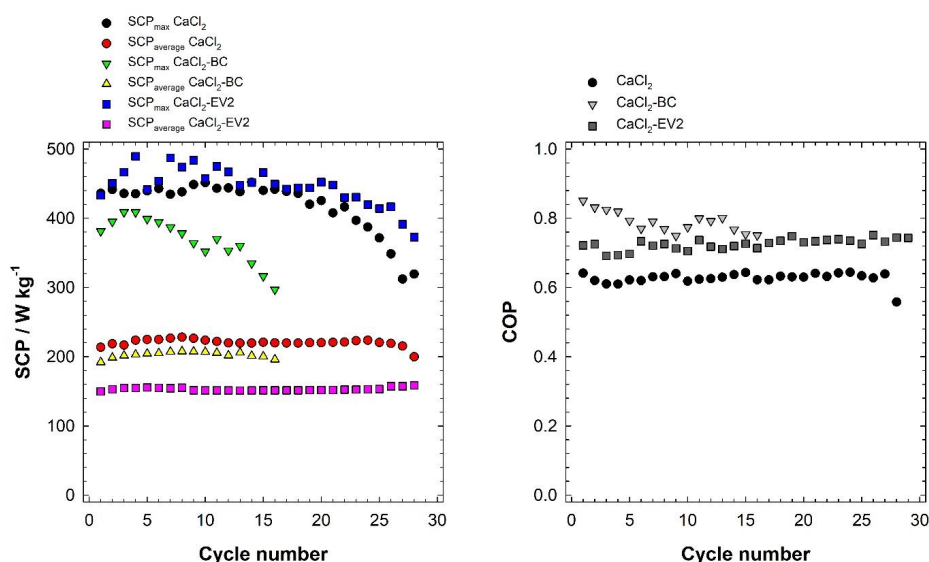 SCPmax CaCl2
SCPaverage CaCl2
SCPmax CaCl2-BC
SCPaverage CaCl2-BC
SCPmax CaCl2-EV2
SCPaverage CaCl2-EV2
500
400
300
200
100
0
SCP / W kg-1
0 5 10 15 20 25 30
Cycle number
CaCl2
CaCl2-BC
CaCl2-EV2
1.0
0.8
0.6
0.4
0.2
0.0
COP
0 5 10 15 20 25 30
Cycle number